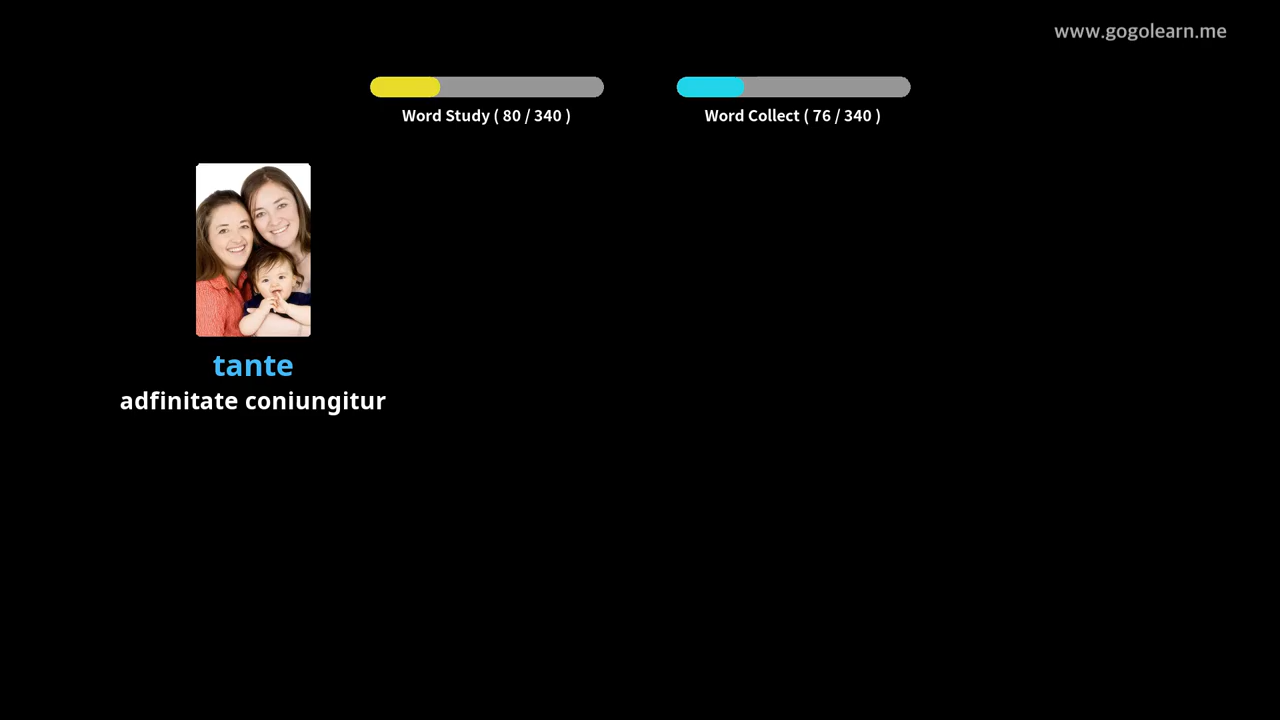 www.gogolearn.me
Word Study ( 80 / 340 )
Word Collect ( 76 / 340 )
tante
adfinitate coniungitur